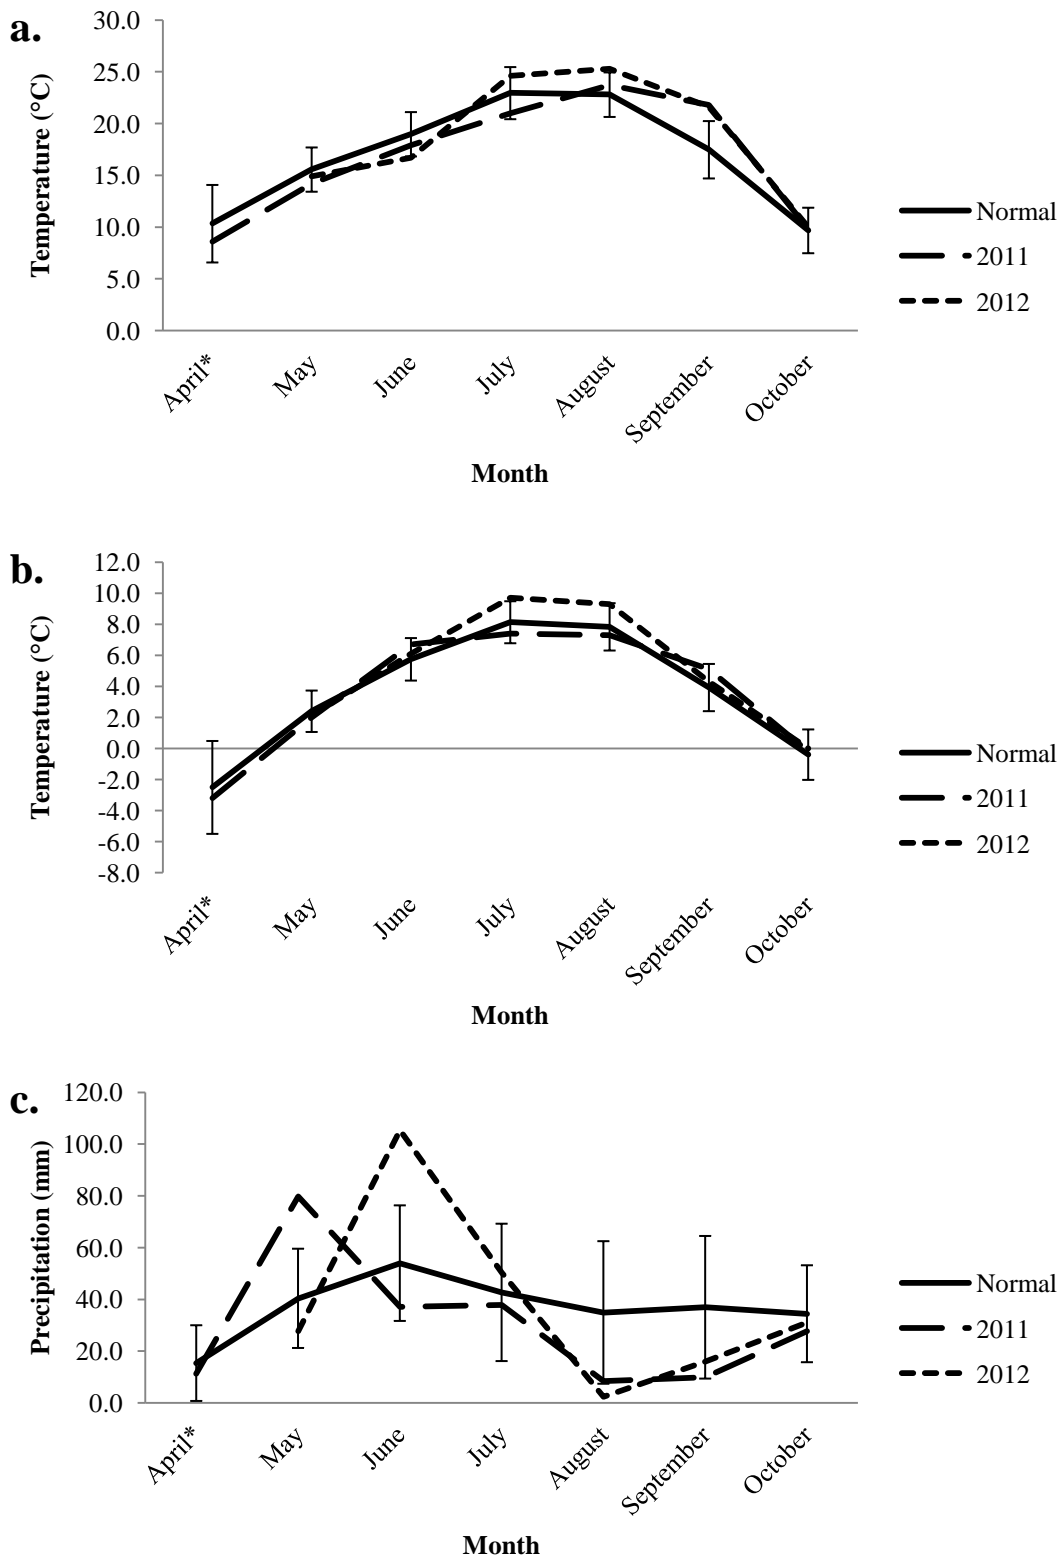 a.
Temperature (°C)
30.0
25.0
20.0
15.0
10.0
5.0
0.0
April*
May
June
July
August
September
October
Month
Normal
2011
2012
b.
Temperature (°C)
12.0
10.0
8.0
6.0
4.0
2.0
0.0
-2.0
-4.0
-6.0
-8.0
April*
May
June
July
August
September
October
Month
Normal
2011
2012
c.
Precipitation (mm)
120.0
100.0
80.0
60.0
40.0
20.0
0.0
April*
May
June
July
August
September
October
Month
Normal
2011
2012